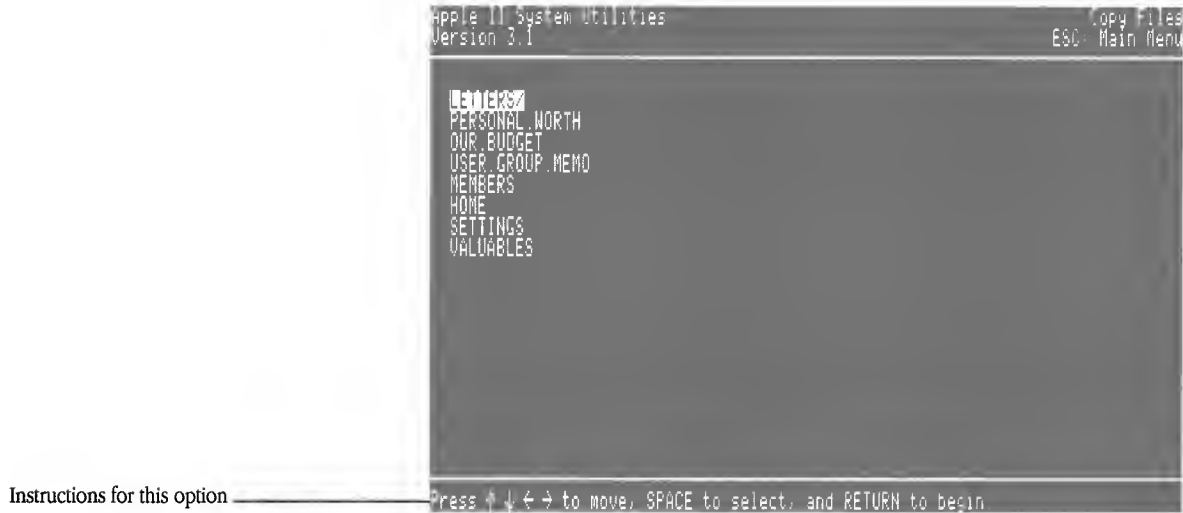 Apple II System Utilities
Copy Files
Version 3.1
ESC: Main Menu
LETTERS/
PERSONAL.WORTH
OUR.BUDGET
USER.GROUP.MEMO
MEMBERS
HOME
SETTINGS
VALUABLES
Instructions for this option
Press ↑ ↓ ← → to move, SPACE to select, and RETURN to begin